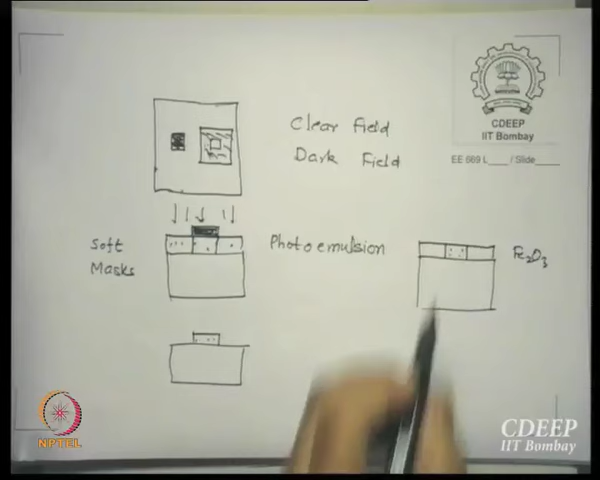 CDEEP
IIT Bombay
EE 669 L____ / Slide____
Clear Field
Dark Field
Soft
Masks
Photoemulsion
Fe2O3
NPTEL
CDEEP
IIT Bombay